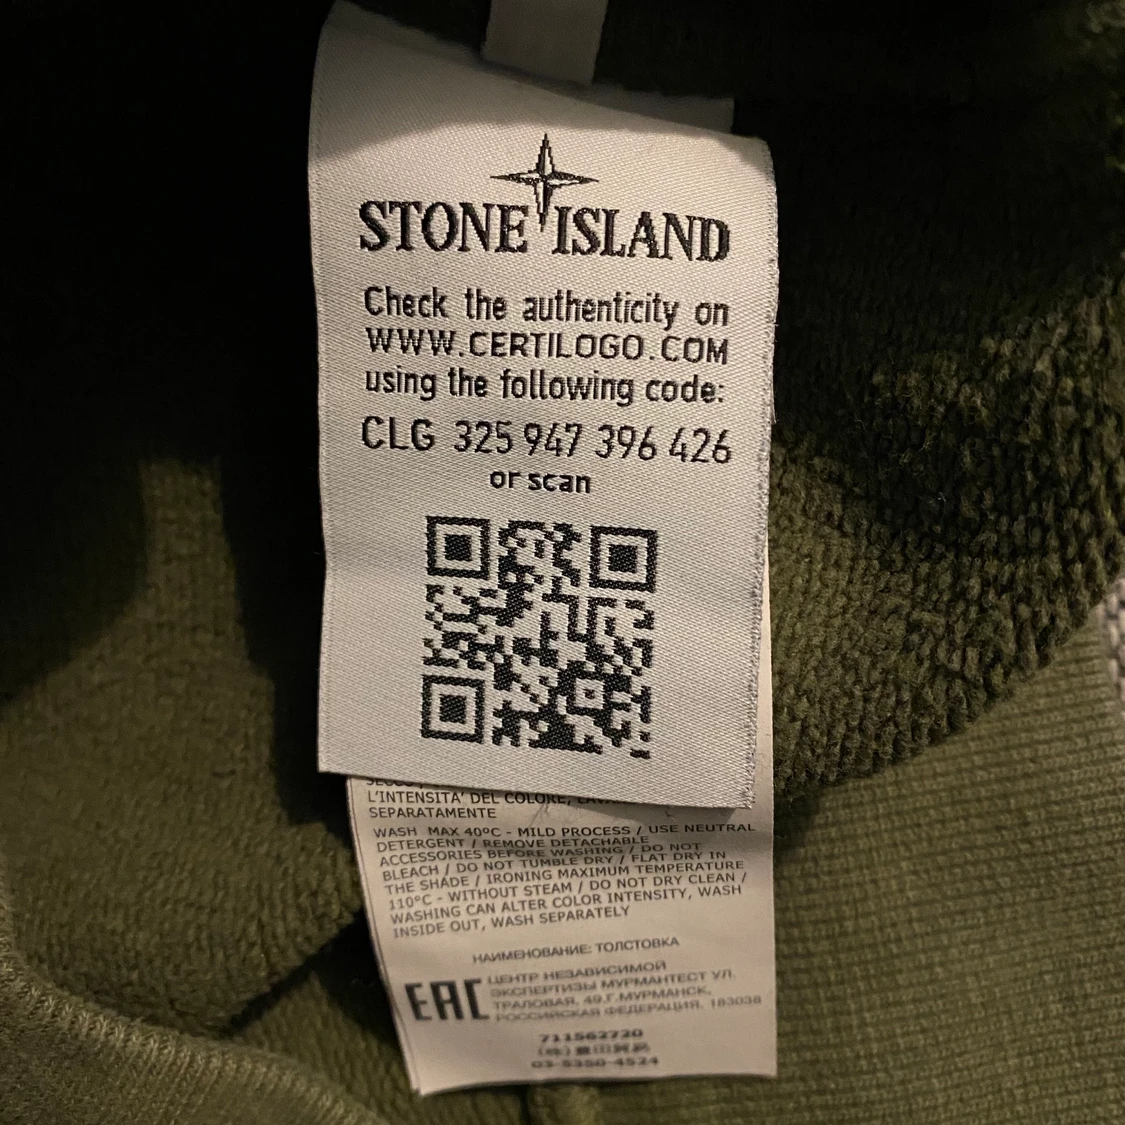 STONE ISLAND
Check the authenticity on
WWW.CERTILOGO.COM
using the following code:
CLG 325 947 396 426
or scan
L'INTENSITA' DEL COLORE,
SEPARATAMENTE
WASH MAX 40°C - MILD PROCESS / USE NEUTRAL
DETERGENT / REMOVE DETACHABLE
ACCESSORIES BEFORE WASHING / DO NOT
BLEACH / DO NOT TUMBLE DRY / FLAT DRY IN
THE SHADE / IRONING MAXIMUM TEMPERATURE
110°C - WITHOUT STEAM / DO NOT DRY CLEAN /
WASHING CAN ALTER COLOR INTENSITY, WASH
INSIDE OUT, WASH SEPARATELY
НАИМЕНОВАНИЕ: ТОЛСТОВКА
EAC
ЦЕНТР НЕЗАВИСИМОЙ
ЭКСПЕРТИЗЫ МУРМАНТЕСТ УЛ.
ТРАЛОВАЯ, 49,Г.МУРМАНСК,
РОССИЙСКАЯ ФЕДЕРАЦИЯ, 183038
711562720
03-5350-4524